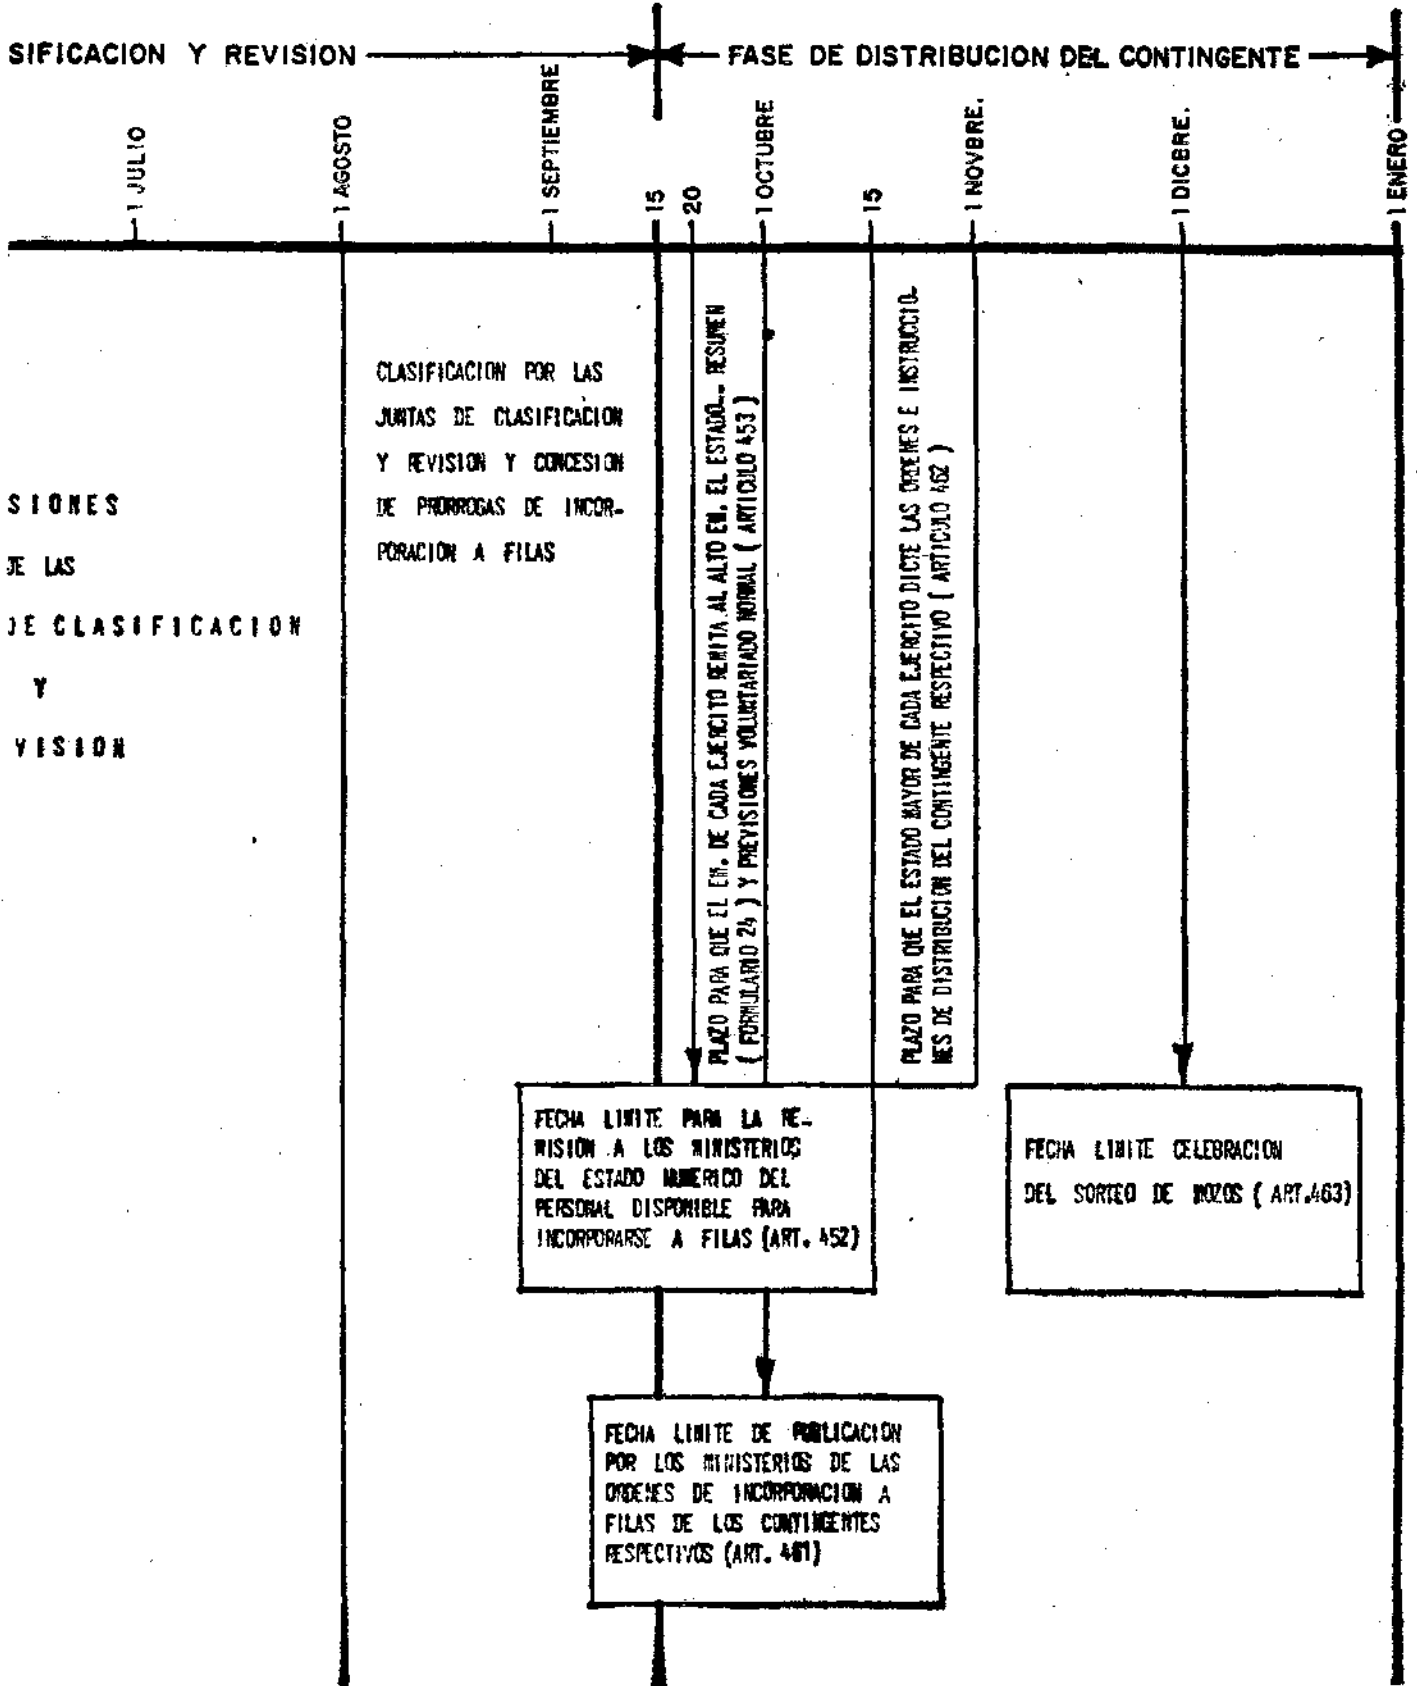 SIFICACION Y REVISION
FASE DE DISTRIBUCION DEL CONTINGENTE
1 JULIO
1 AGOSTO
1 SEPTIEMBRE
15
20
1 OCTUBRE
15
1 NOVBRE.
1 DICBRE.
1 ENERO
SIONES
DE LAS
DE CLASIFICACION
Y
VISION
CLASIFICACION POR LAS
JUNTAS DE CLASIFICACION
Y REVISION Y CONCESION
DE PRORROGAS DE INCOR-
PORACION A FILAS
PLAZO PARA QUE EL EM. DE CADA EJERCITO REMITA AL ALTO EM. EL ESTADO-- RESUMEN
( FORMULARIO 24 ) Y PREVISIONES VOLUNTARIADO NORMAL ( ARTICULO 453 )
PLAZO PARA QUE EL ESTADO MAYOR DE CADA EJERCITO DICTE LAS ORDENES E INSTRUCCIO-
NES DE DISTRIBUCION DEL CONTINGENTE RESPECTIVO ( ARTICULO 462 )
FECHA LIMITE PARA LA RE-
MISION A LOS MINISTERIOS
DEL ESTADO NUMERICO DEL
PERSONAL DISPONIBLE PARA
INCORPORARSE A FILAS (ART. 452)
FECHA LIMITE CELEBRACION
DEL SORTEO DE MOZOS ( ART.463)
FECHA LIMITE DE PUBLICACION
POR LOS MINISTERIOS DE LAS
ORDENES DE INCORPORACION A
FILAS DE LOS CONTINGENTES
RESPECTIVOS (ART. 461)